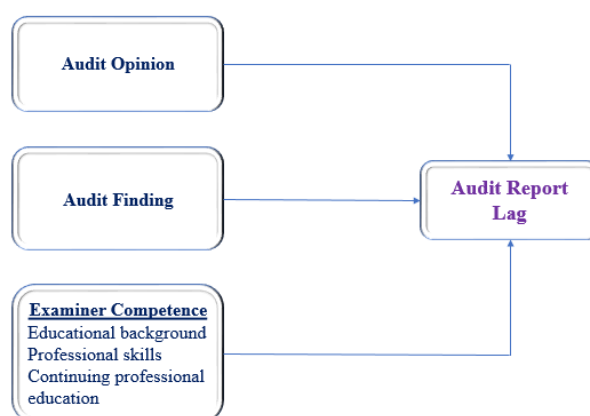 Audit Opinion
Audit Finding
Audit Report
Lag
Examiner Competence
Educational background
Professional skills
Continuing professional
education